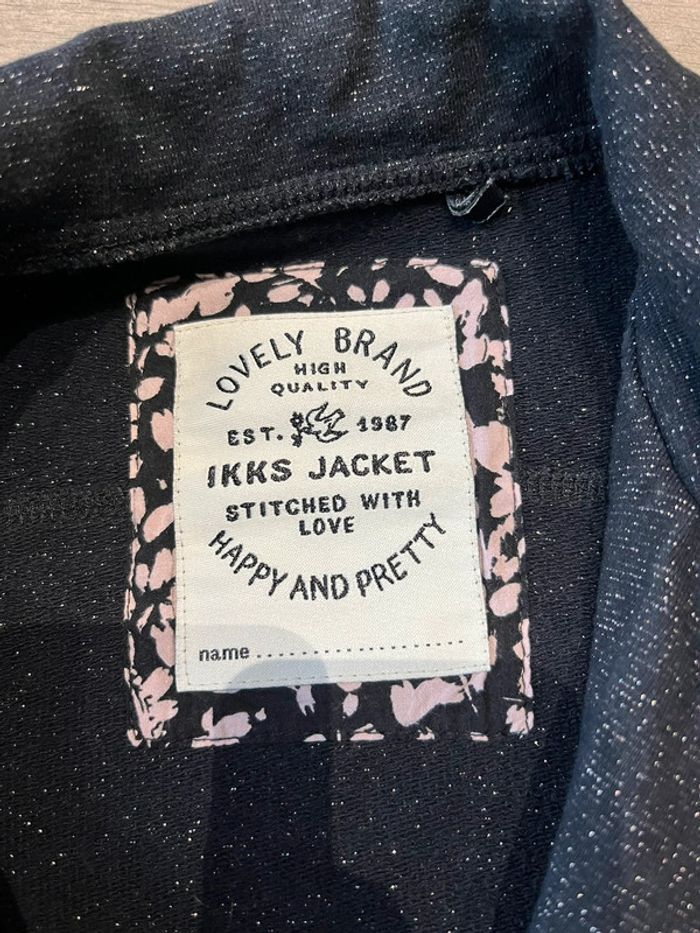 LOVELY BRAND
HIGH
QUALITY
EST. 1987
IKKS JACKET
STITCHED WITH
LOVE
HAPPY AND PRETTY
name....................